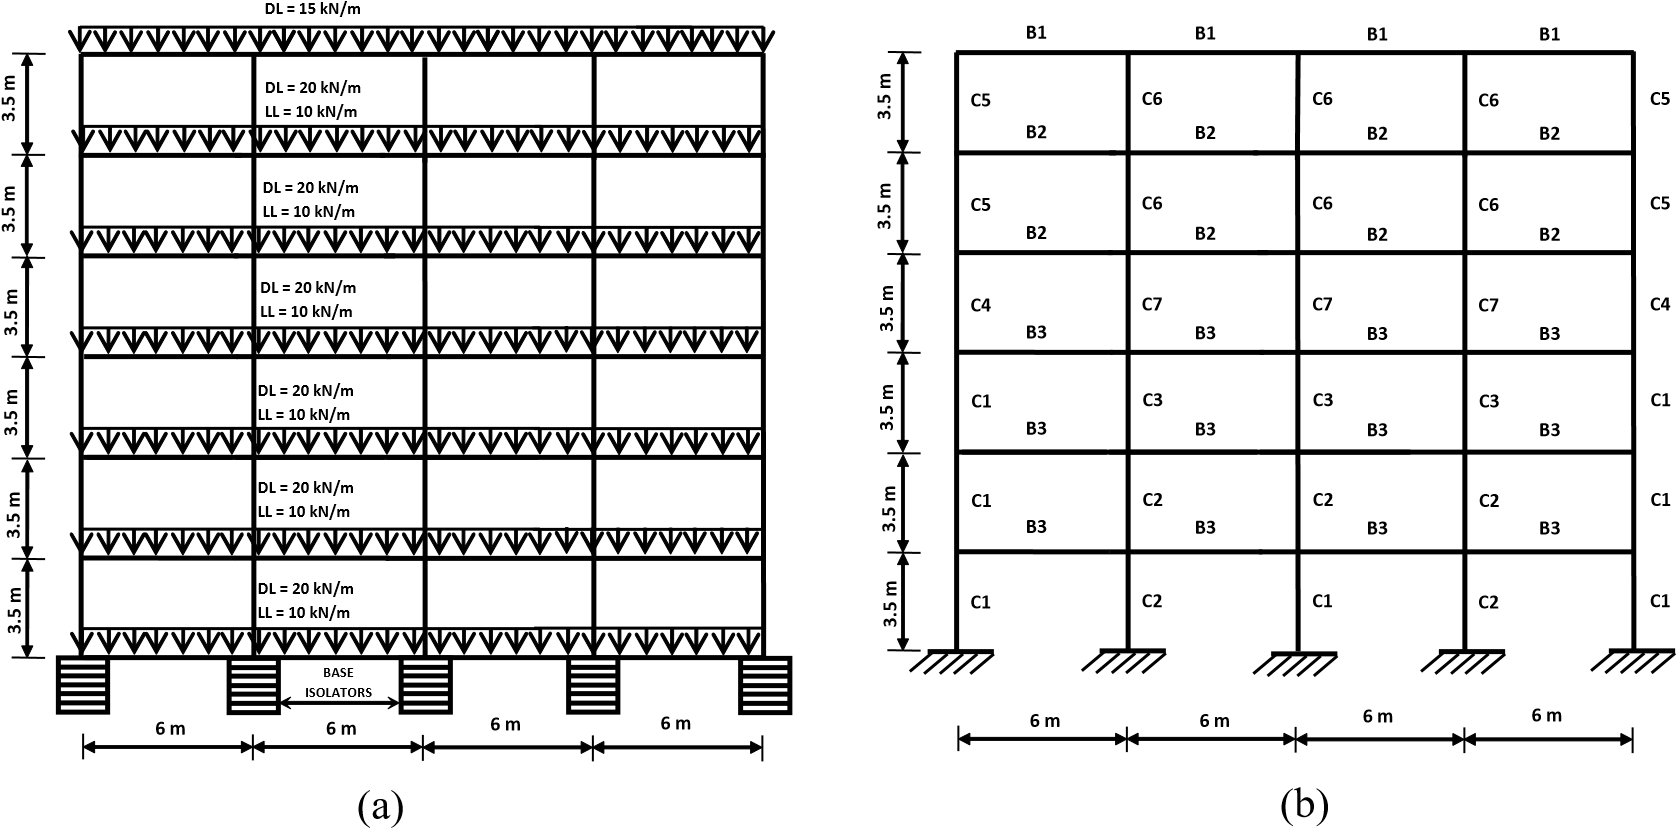 DL = 15 kN/m
3.5 m
DL = 20 kN/m
LL = 10 kN/m
3.5 m
DL = 20 kN/m
LL = 10 kN/m
3.5 m
DL = 20 kN/m
LL = 10 kN/m
3.5 m
DL = 20 kN/m
LL = 10 kN/m
3.5 m
DL = 20 kN/m
LL = 10 kN/m
3.5 m
DL = 20 kN/m
LL = 10 kN/m
BASE
ISOLATORS
6 m 6 m 6 m 6 m
(a)
B1 B1 B1 B1
3.5 m
C5 C6 C6 C6 C5
B2 B2 B2 B2
3.5 m
C5 C6 C6 C6 C5
B2 B2 B2 B2
3.5 m
C4 C7 C7 C7 C4
B3 B3 B3 B3
3.5 m
C1 C3 C3 C3 C1
B3 B3 B3 B3
3.5 m
C1 C2 C2 C2 C1
B3 B3 B3 B3
3.5 m
C1 C2 C1 C2 C1
6 m 6 m 6 m 6 m
(b)